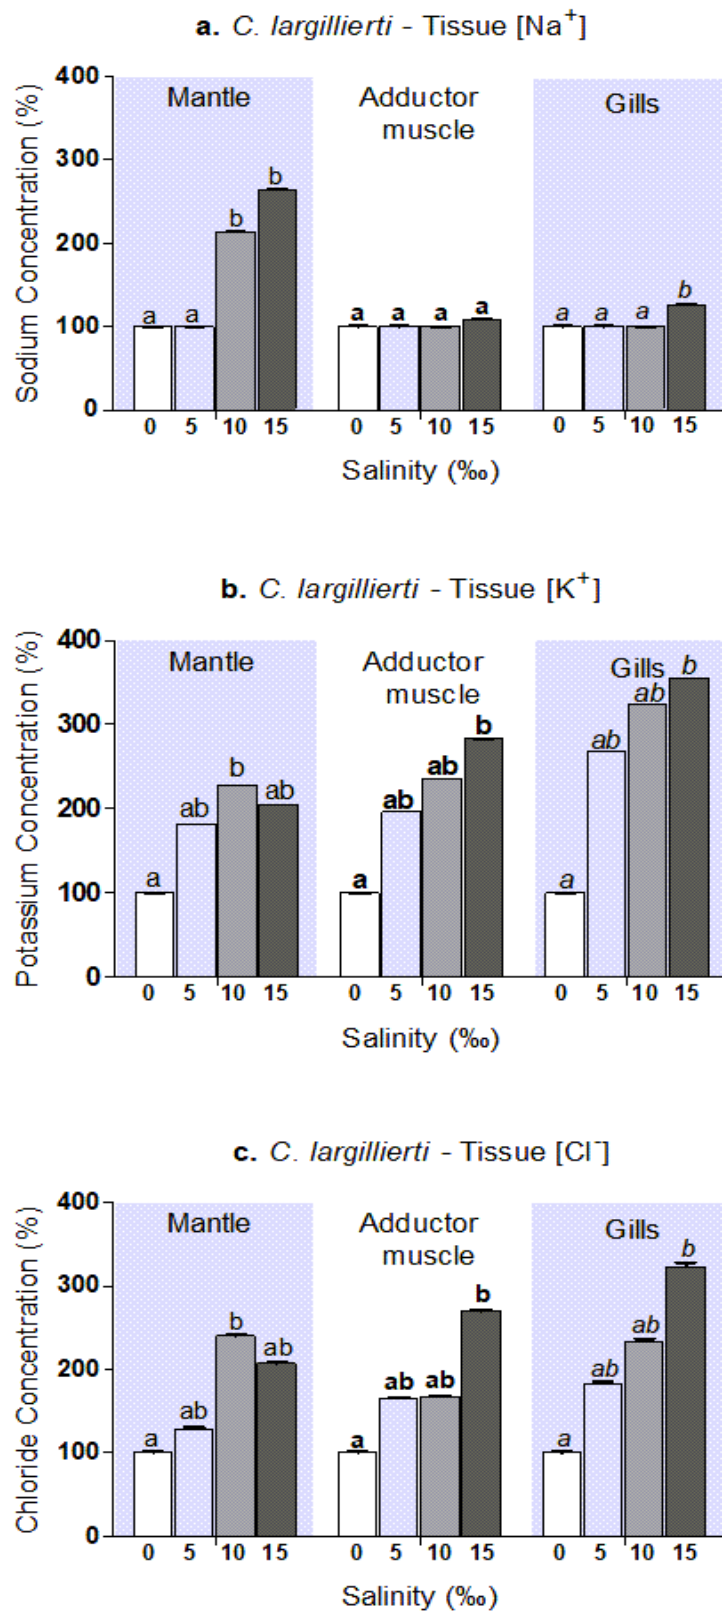 a. C. largillierti - Tissue [Na+]
Sodium Concentration (%)
400
300
200
100
0
Mantle
Adductor
muscle
Gills
a a b b
a a a a
a a a b
0 5 10 15 0 5 10 15 0 5 10 15
Salinity (‰)
b. C. largillierti - Tissue [K+]
Potassium Concentration (%)
400
300
200
100
0
Mantle
Adductor
muscle
Gills
a ab b ab
a ab ab b
a ab ab b
0 5 10 15 0 5 10 15 0 5 10 15
Salinity (‰)
c. C. largillierti - Tissue [Cl-]
Chloride Concentration (%)
400
300
200
100
0
Mantle
Adductor
muscle
Gills
a ab b ab
a ab ab b
a ab ab b
0 5 10 15 0 5 10 15 0 5 10 15
Salinity (‰)